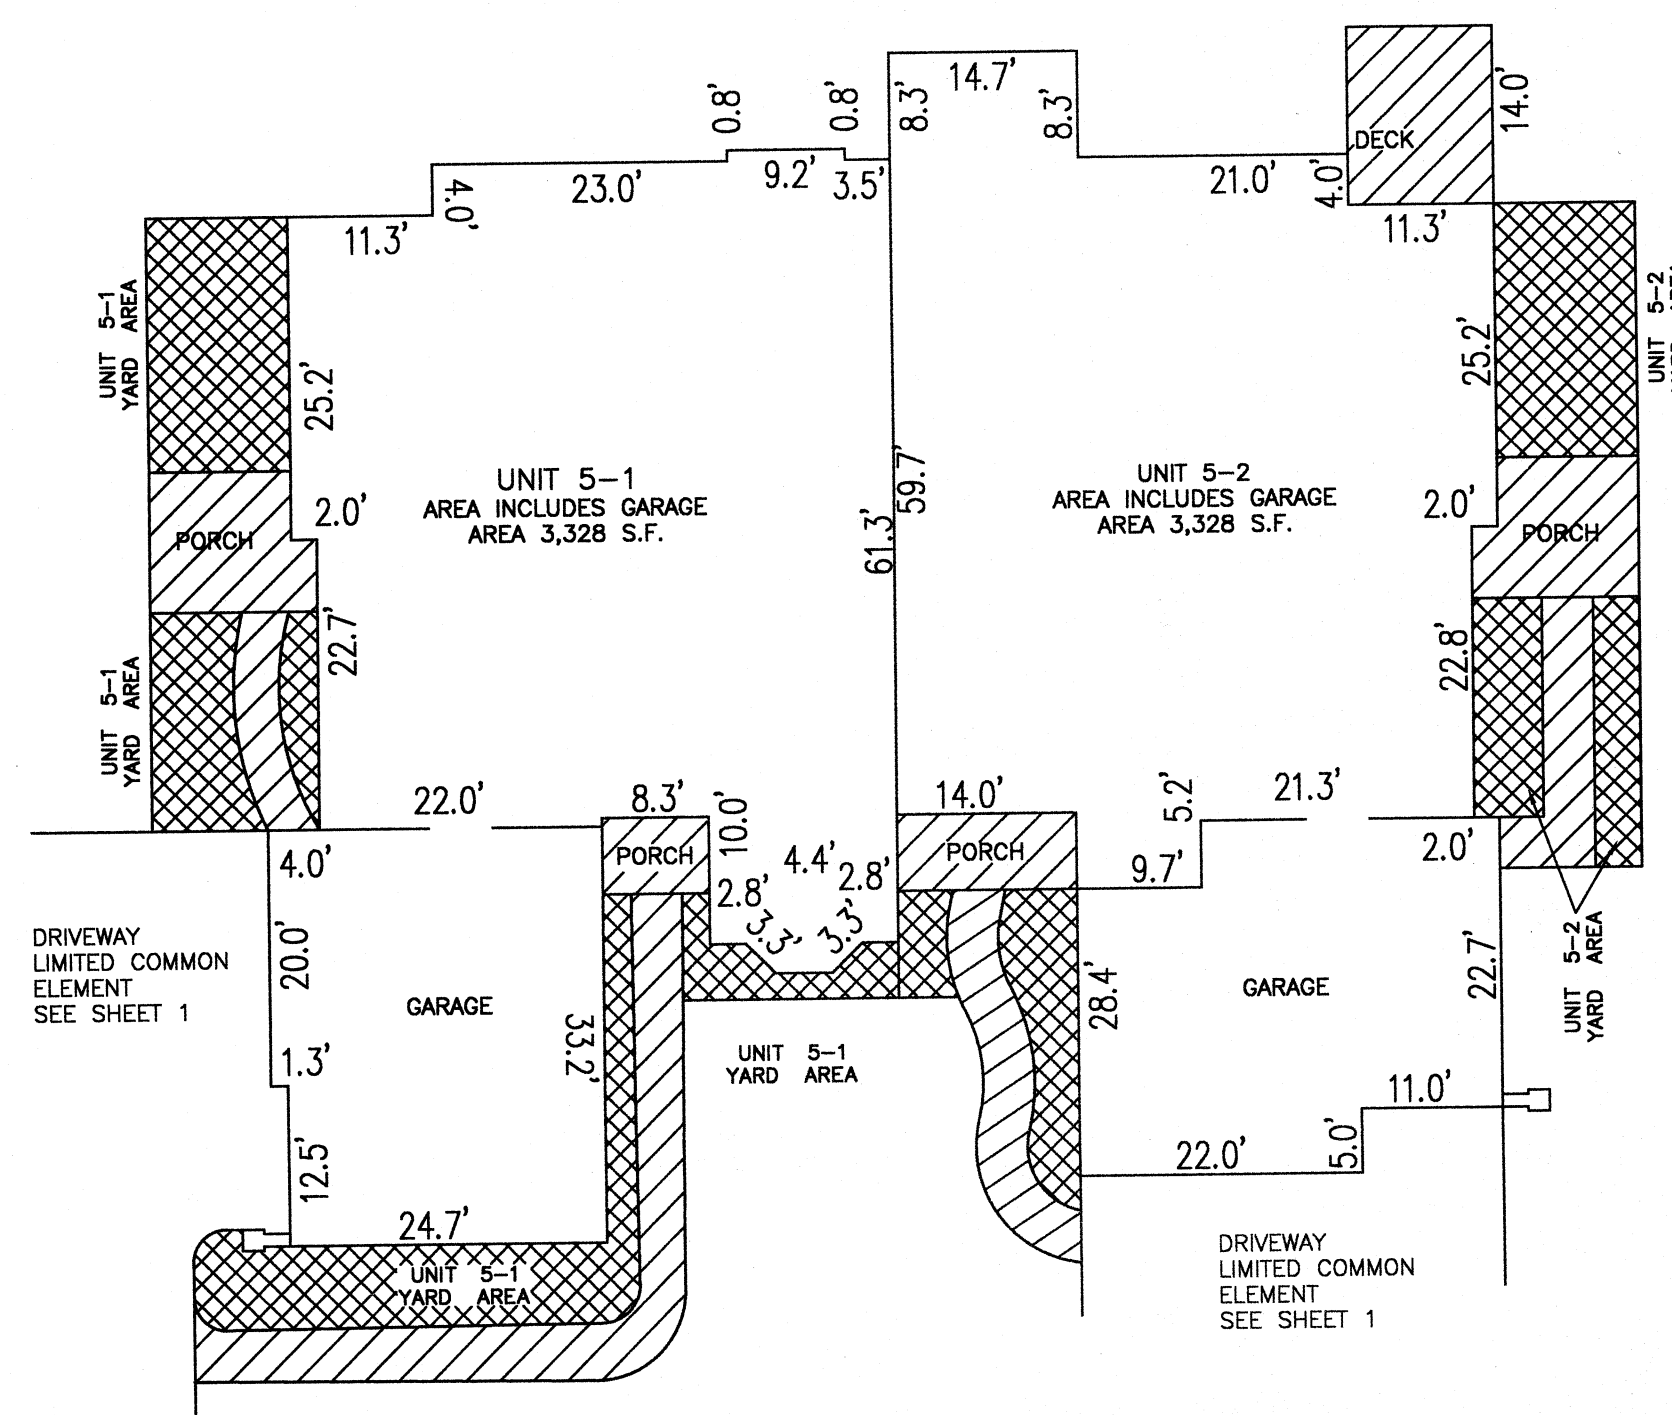 14.7'
8.3'
8.3'
0.8'
0.8'
14.0'
DECK
9.2'
3.5'
23.0'
4.0'
11.3'
21.0'
4.0'
11.3'
UNIT 5-1
YARD AREA
25.2'
25.2'
UNIT 5-2
UNIT 5-1
AREA INCLUDES GARAGE
AREA 3,328 S.F.
59.7'
61.3'
UNIT 5-2
AREA INCLUDES GARAGE
AREA 3,328 S.F.
2.0'
PORCH
2.0'
PORCH
UNIT 5-1
YARD AREA
22.7'
22.8'
22.0'
8.3'
10.0'
PORCH
4.4'
2.8'
2.8'
3.3'
3.3'
14.0'
PORCH
5.2'
21.3'
9.7'
2.0'
4.0'
DRIVEWAY
LIMITED COMMON
ELEMENT
SEE SHEET 1
20.0'
GARAGE
33.2'
1.3'
12.5'
24.7'
UNIT 5-1
YARD AREA
UNIT 5-1
YARD AREA
28.4'
GARAGE
22.7'
UNIT 5-2
YARD AREA
11.0'
5.0'
22.0'
DRIVEWAY
LIMITED COMMON
ELEMENT
SEE SHEET 1